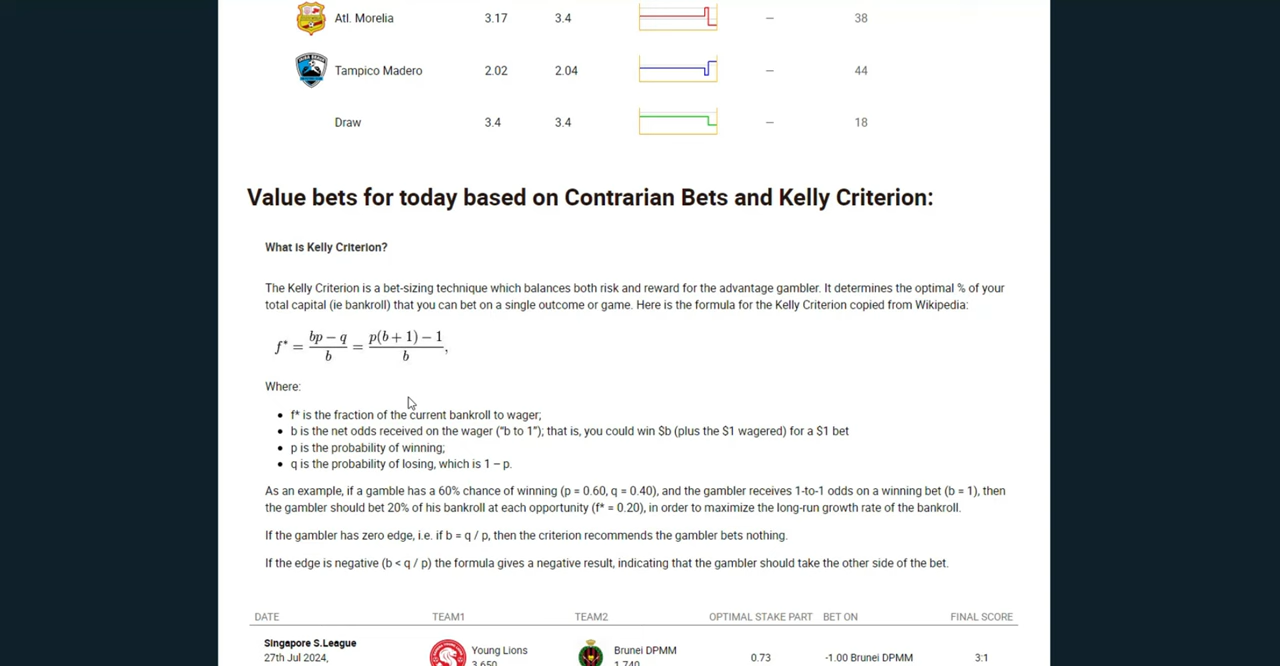 Atl. Morelia 3.17 3.4 – 38
Tampico Madero 2.02 2.04 – 44
Draw 3.4 3.4 – 18
Value bets for today based on Contrarian Bets and Kelly Criterion:
What is Kelly Criterion?
The Kelly Criterion is a bet-sizing technique which balances both risk and reward for the advantage gambler. It determines the optimal % of your
total capital (ie bankroll) that you can bet on a single outcome or game. Here is the formula for the Kelly Criterion copied from Wikipedia:
f* = (bp − q)/b = (p(b + 1) − 1)/b,
Where:
• f* is the fraction of the current bankroll to wager;
• b is the net odds received on the wager ("b to 1"); that is, you could win $b (plus the $1 wagered) for a $1 bet
• p is the probability of winning;
• q is the probability of losing, which is 1 – p.
As an example, if a gamble has a 60% chance of winning (p = 0.60, q = 0.40), and the gambler receives 1-to-1 odds on a winning bet (b = 1), then
the gambler should bet 20% of his bankroll at each opportunity (f* = 0.20), in order to maximize the long-run growth rate of the bankroll.
If the gambler has zero edge, i.e. if b = q / p, then the criterion recommends the gambler bets nothing.
If the edge is negative (b < q / p) the formula gives a negative result, indicating that the gambler should take the other side of the bet.
DATE TEAM1 TEAM2 OPTIMAL STAKE PART BET ON FINAL SCORE
Singapore S.League
27th Jul 2024, Young Lions 3.650 Brunei DPMM 1.740 0.73 -1.00 Brunei DPMM 3:1